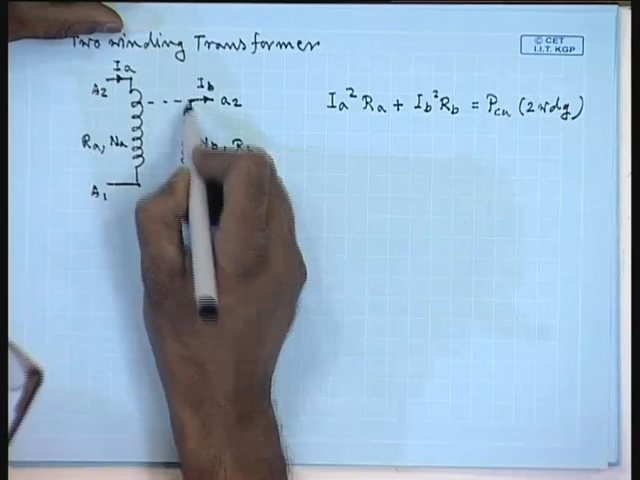 Two winding Transformer
© CET
I.I.T. KGP
Ia
Ib
A2
a2
Ia² Ra + Ib² Rb = Pcu (2 wdg)
Ra, Na
A1